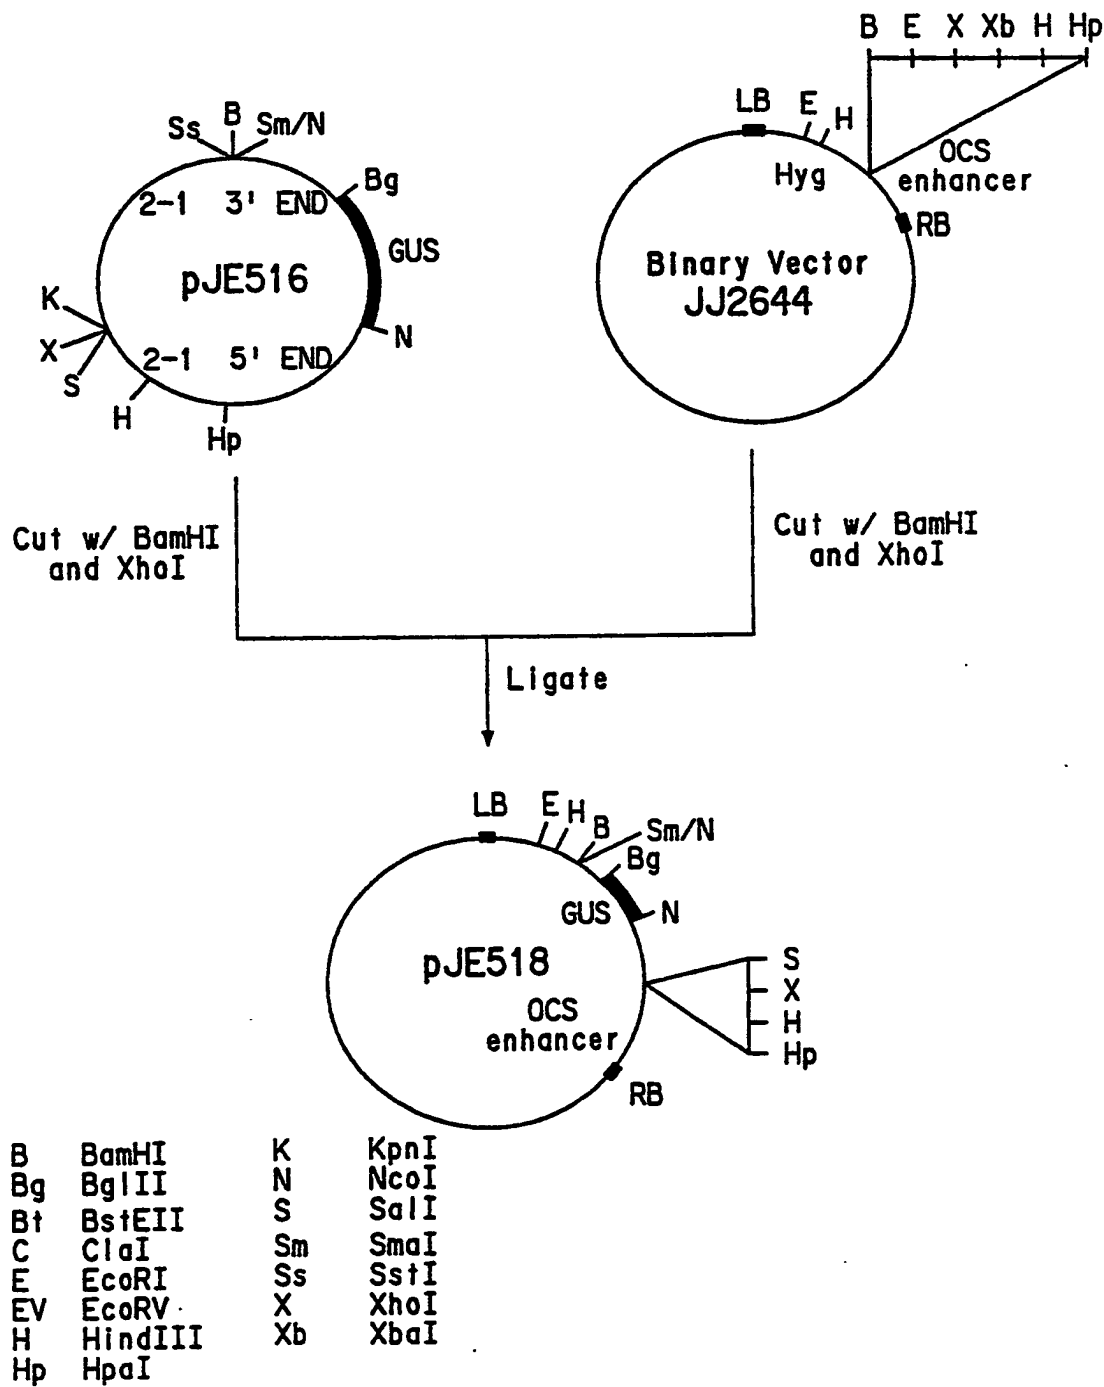 B E X Xb H Hp
LB E H
OCS
enhancer
Hyg
RB
Binary Vector
JJ2644
Ss B Sm/N
Bg
2-1 3' END
GUS
pJE516
K
X
S
N
2-1 5' END
H
Hp
Cut w/ BamHI
and XhoI
Cut w/ BamHI
and XhoI
Ligate
LB E H B Sm/N
Bg
GUS N
pJE518
S
X
H
Hp
OCS
enhancer
RB
B BamHI K KpnI
Bg BglII N NcoI
Bt BstEII S SalI
C ClaI Sm SmaI
E EcoRI Ss SstI
EV EcoRV X XhoI
H HindIII Xb XbaI
Hp HpaI